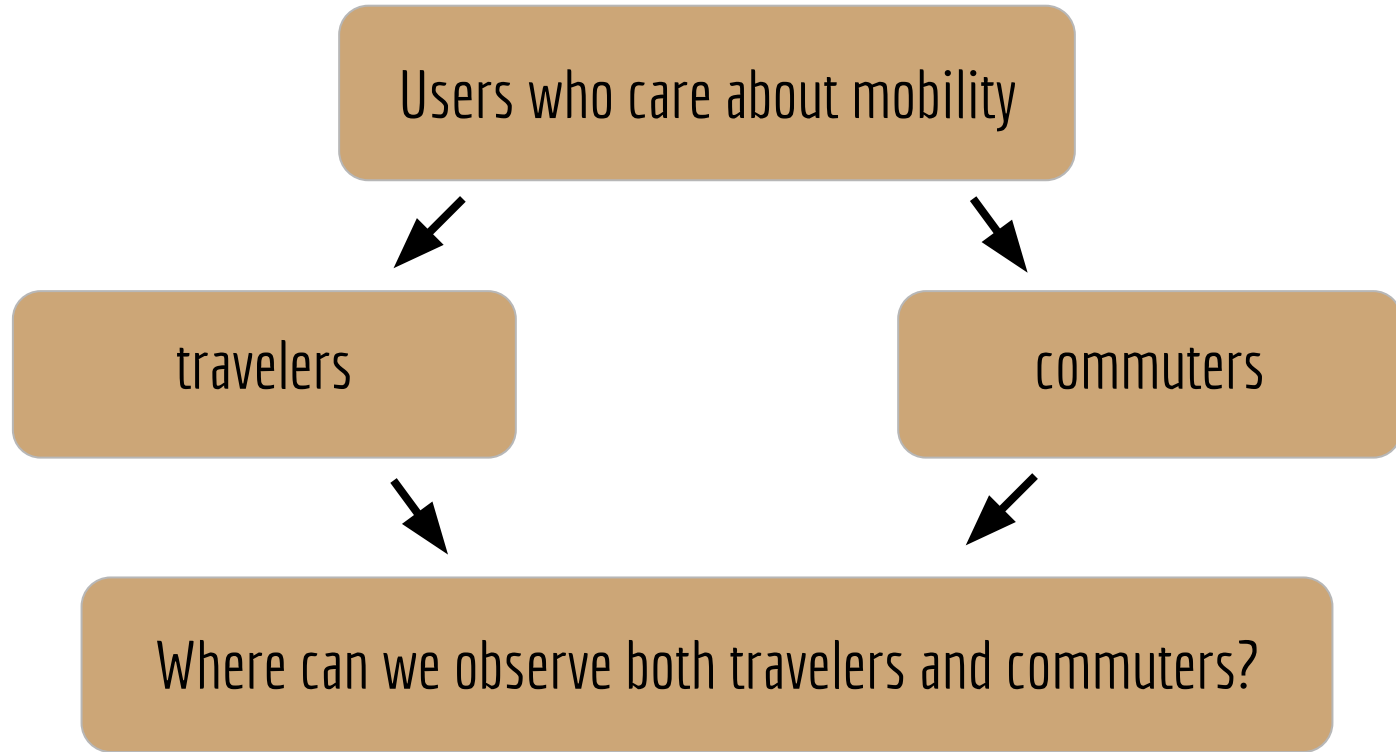 Users who care about mobility
travelers
commuters
Where can we observe both travelers and commuters?